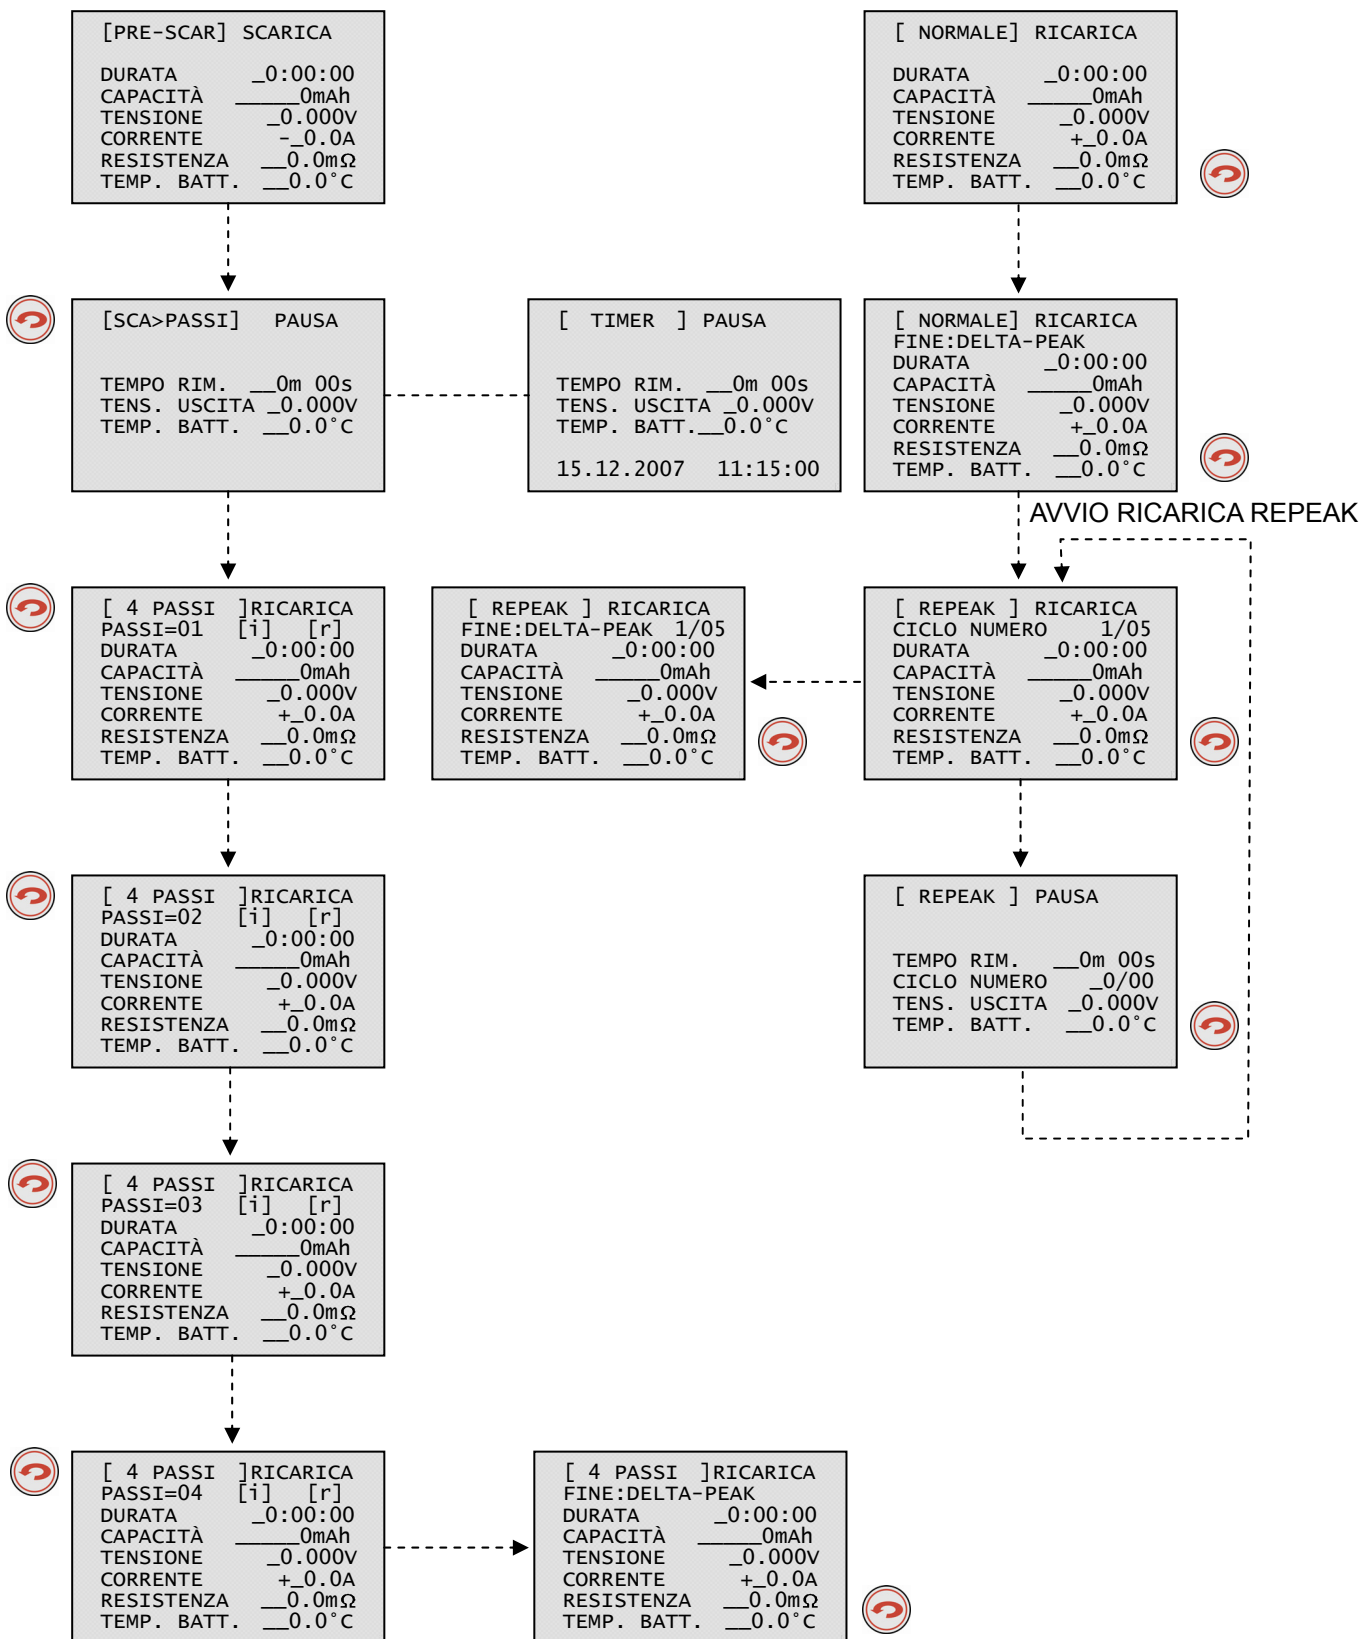 [PRE-SCAR] SCARICA
DURATA _0:00:00
CAPACITÀ _____0mAh
TENSIONE _0.000V
CORRENTE -_0.0A
RESISTENZA __0.0mΩ
TEMP. BATT. __0.0°C
[ NORMALE] RICARICA
DURATA _0:00:00
CAPACITÀ _____0mAh
TENSIONE _0.000V
CORRENTE +_0.0A
RESISTENZA __0.0mΩ
TEMP. BATT. __0.0°C
[SCA>PASSI] PAUSA
TEMPO RIM. __0m 00s
TENS. USCITA _0.000V
TEMP. BATT. __0.0°C
[ TIMER ] PAUSA
TEMPO RIM. __0m 00s
TENS. USCITA _0.000V
TEMP. BATT.__0.0°C
15.12.2007 11:15:00
[ NORMALE] RICARICA
FINE:DELTA-PEAK
DURATA _0:00:00
CAPACITÀ _____0mAh
TENSIONE _0.000V
CORRENTE +_0.0A
RESISTENZA __0.0mΩ
TEMP. BATT. __0.0°C
AVVIO RICARICA REPEAK
[ 4 PASSI ]RICARICA
PASSI=01 [i] [r]
DURATA _0:00:00
CAPACITÀ _____0mAh
TENSIONE _0.000V
CORRENTE +_0.0A
RESISTENZA __0.0mΩ
TEMP. BATT. __0.0°C
[ REPEAK ] RICARICA
FINE:DELTA-PEAK 1/05
DURATA _0:00:00
CAPACITÀ _____0mAh
TENSIONE _0.000V
CORRENTE +_0.0A
RESISTENZA __0.0mΩ
TEMP. BATT. __0.0°C
[ REPEAK ] RICARICA
CICLO NUMERO 1/05
DURATA _0:00:00
CAPACITÀ _____0mAh
TENSIONE _0.000V
CORRENTE +_0.0A
RESISTENZA __0.0mΩ
TEMP. BATT. __0.0°C
[ 4 PASSI ]RICARICA
PASSI=02 [i] [r]
DURATA _0:00:00
CAPACITÀ _____0mAh
TENSIONE _0.000V
CORRENTE +_0.0A
RESISTENZA __0.0mΩ
TEMP. BATT. __0.0°C
[ REPEAK ] PAUSA
TEMPO RIM. __0m 00s
CICLO NUMERO _0/00
TENS. USCITA _0.000V
TEMP. BATT. __0.0°C
[ 4 PASSI ]RICARICA
PASSI=03 [i] [r]
DURATA _0:00:00
CAPACITÀ _____0mAh
TENSIONE _0.000V
CORRENTE +_0.0A
RESISTENZA __0.0mΩ
TEMP. BATT. __0.0°C
[ 4 PASSI ]RICARICA
PASSI=04 [i] [r]
DURATA _0:00:00
CAPACITÀ _____0mAh
TENSIONE _0.000V
CORRENTE +_0.0A
RESISTENZA __0.0mΩ
TEMP. BATT. __0.0°C
[ 4 PASSI ]RICARICA
FINE:DELTA-PEAK
DURATA _0:00:00
CAPACITÀ _____0mAh
TENSIONE _0.000V
CORRENTE +_0.0A
RESISTENZA __0.0mΩ
TEMP. BATT. __0.0°C